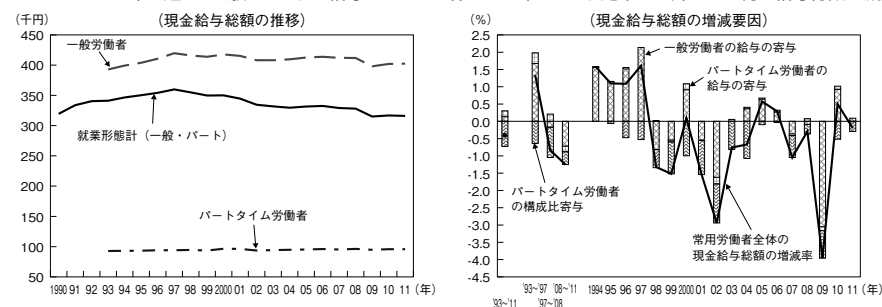 （現金給与総額の推移）
（千円）
450
400
350
300
250
200
150
100
50
一般労働者
就業形態計（一般・パート）
パートタイム労働者
1990 91 92 93 94 95 96 97 98 99 2000 01 02 03 04 05 06 07 08 09 10 11（年）
（現金給与総額の増減要因）
（%）
2.5
2.0
1.5
1.0
0.5
0.0
-0.5
-1.0
-1.5
-2.0
-2.5
-3.0
-3.5
-4.0
-4.5
一般労働者の給与の寄与
パートタイム労働者の
給与の寄与
パートタイム労働者
の構成比寄与
常用労働者全体の
現金給与総額の増減率
'93~'97 '08~'11 1994 95 96 97 98 99 2000 01 02 03 04 05 06 07 08 09 10 11（年）
'93~'11 '97~'08